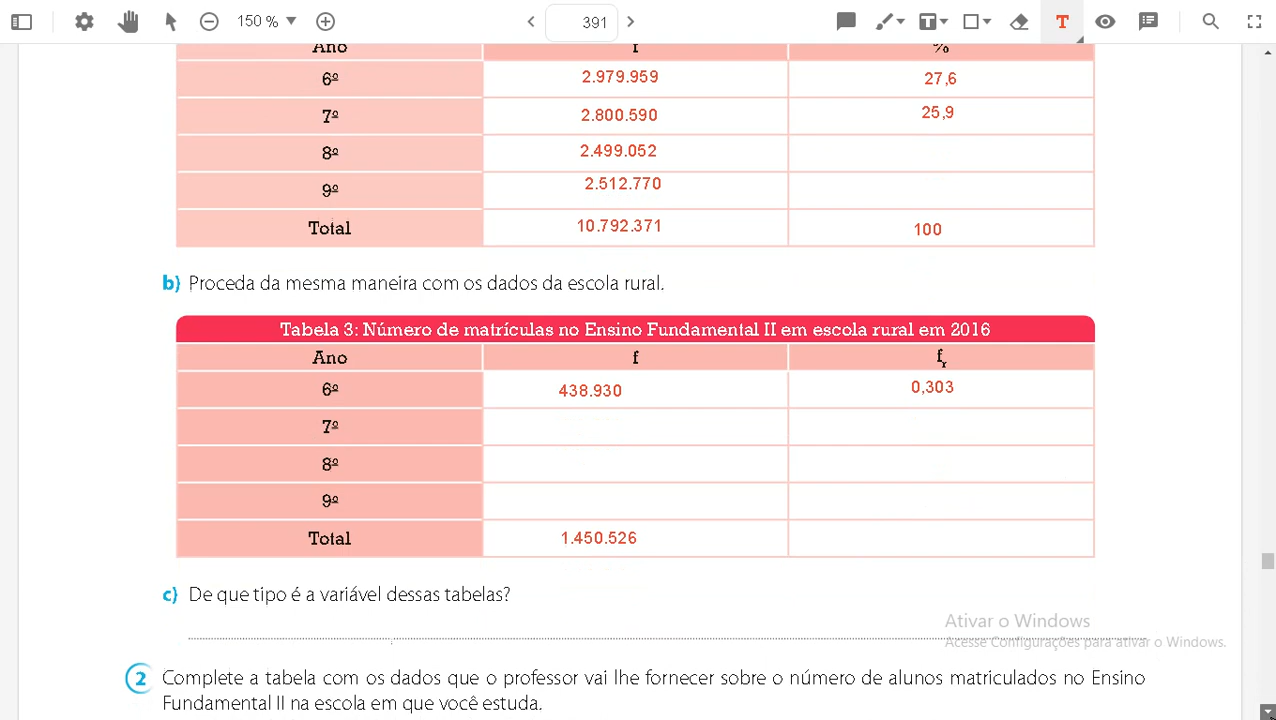 150 %
391
Ano f %
6º 2.979.959 27,6
7º 2.800.590 25,9
8º 2.499.052
9º 2.512.770
Total 10.792.371 100
b) Proceda da mesma maneira com os dados da escola rural.
Tabela 3: Número de matrículas no Ensino Fundamental II em escola rural em 2016
Ano f fr
6º 438.930 0,303
7º
8º
9º
Total 1.450.526
c) De que tipo é a variável dessas tabelas?
Ativar o Windows
Acesse Configurações para ativar o Windows.
2 Complete a tabela com os dados que o professor vai lhe fornecer sobre o número de alunos matriculados no Ensino
Fundamental II na escola em que você estuda.